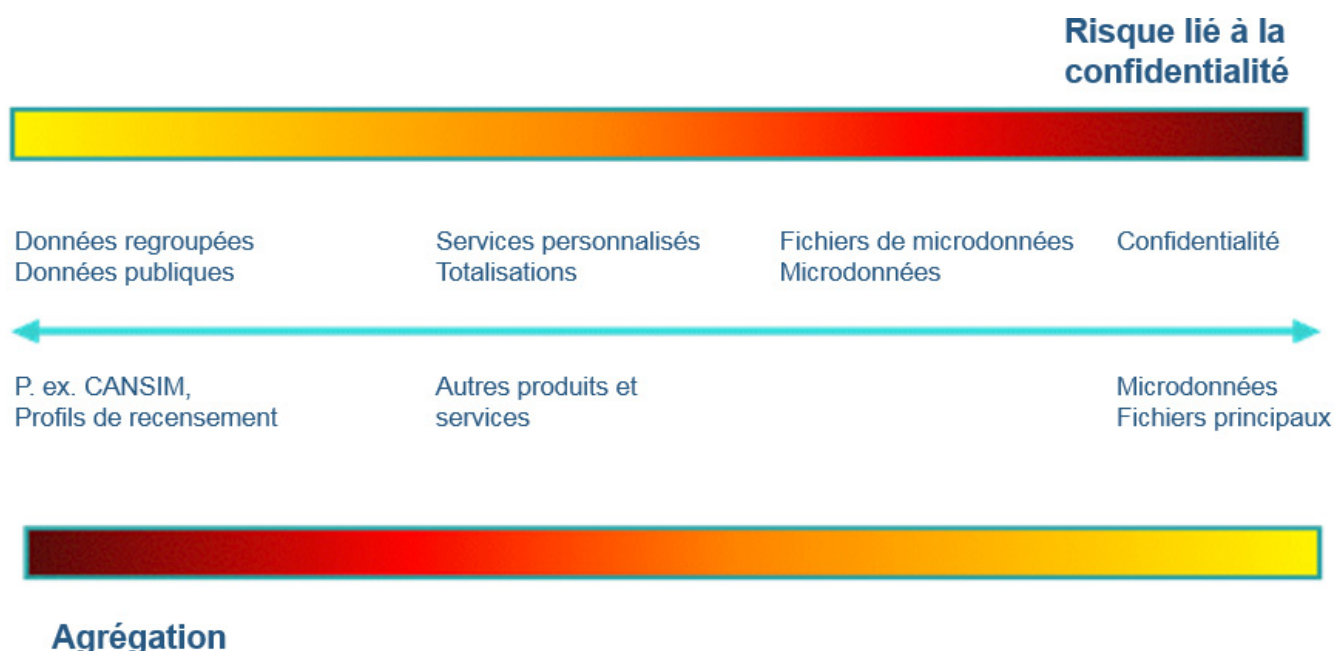 Risque lié à la
confidentialité
Données regroupées
Données publiques
Services personnalisés
Totalisations
Fichiers de microdonnées
Microdonnées
Confidentialité
P. ex. CANSIM,
Profils de recensement
Autres produits et
services
Microdonnées
Fichiers principaux
Agrégation